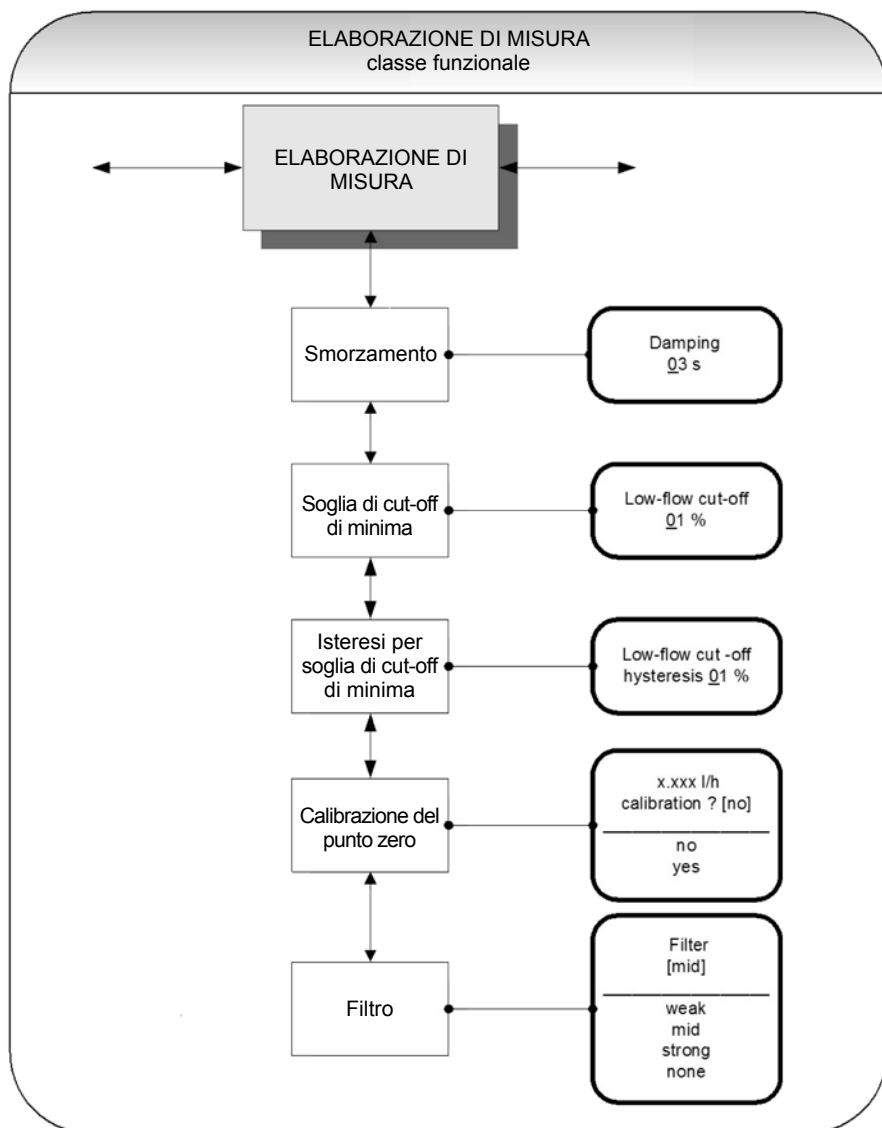 ELABORAZIONE DI MISURA
classe funzionale
ELABORAZIONE DI
MISURA
Smorzamento
Damping
03 s
Soglia di cut-off
di minima
Low-flow cut-off
01 %
Isteresi per
soglia di cut-off
di minima
Low-flow cut -off
hysteresis 01 %
Calibrazione del
punto zero
x.xxx l/h
calibration ? [no]
no
yes
Filtro
Filter
[mid]
weak
mid
strong
none